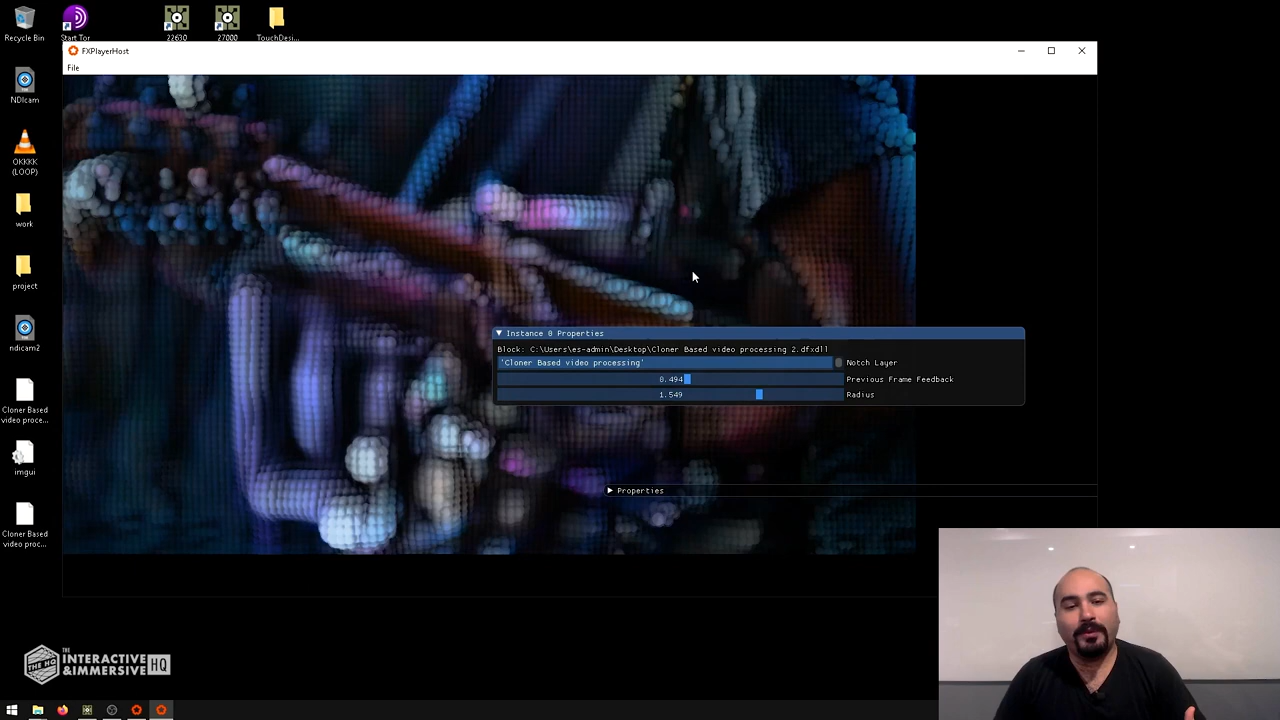 Recycle Bin
Start Tor
22630
27000
TouchDesi...
FXPlayerHost
File
NDIcam
OKKKK
(LOOP)
work
project
ndicam2
Cloner Based
video proce...
imgui
Cloner Based
video proc...
Instance 0 Properties
Block: C:\Users\es-admin\Desktop\Cloner Based video processing 2.dfxdll
'Cloner Based video processing'
Notch Layer
0.494
Previous Frame Feedback
1.549
Radius
Properties
THE HQ
THE
INTERACTIVE
& IMMERSIVE HQ